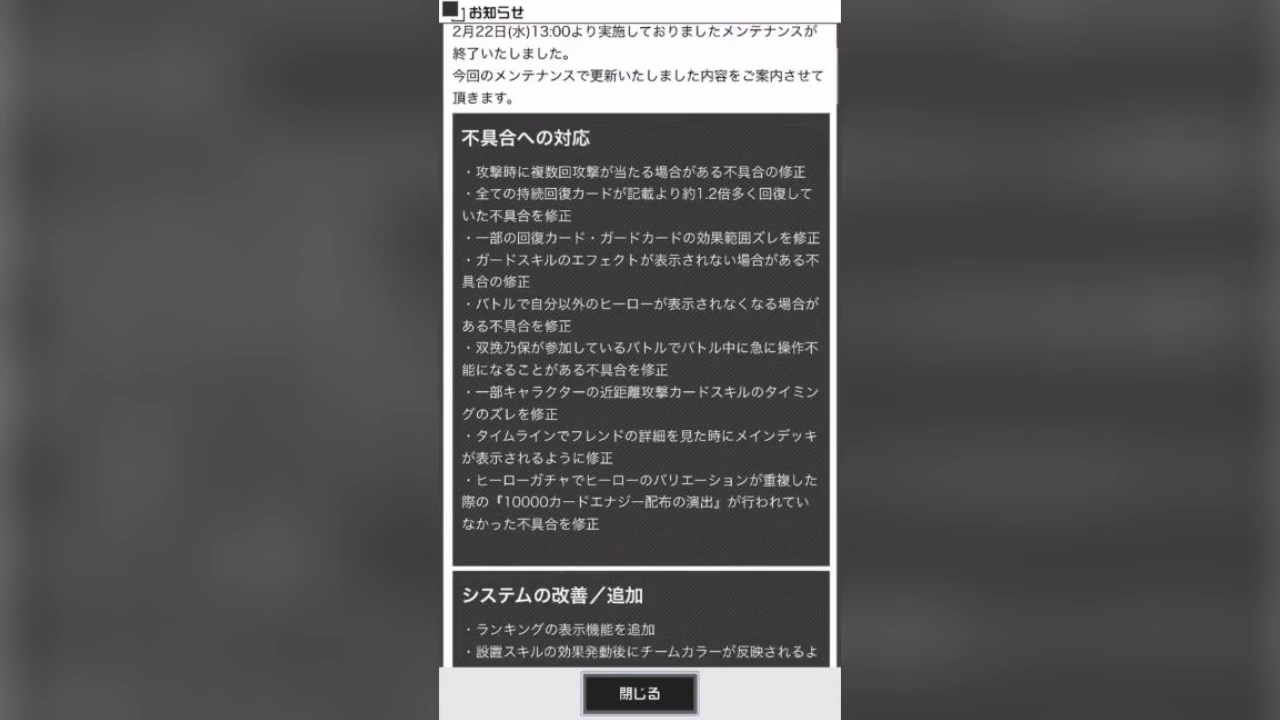 お知らせ
2月22日(水)13:00より実施しておりましたメンテナンスが
終了いたしました。
今回のメンテナンスで更新いたしました内容をご案内させて
頂きます。
不具合への対応
・攻撃時に複数回攻撃が当たる場合がある不具合の修正
・全ての持続回復カードが記載より約1.2倍多く回復して
いた不具合を修正
・一部の回復カード・ガードカードの効果範囲ズレを修正
・ガードスキルのエフェクトが表示されない場合がある不
具合の修正
・バトルで自分以外のヒーローが表示されなくなる場合が
ある不具合を修正
・双挽乃保が参加しているバトルでバトル中に急に操作不
能になることがある不具合を修正
・一部キャラクターの近距離攻撃カードスキルのタイミン
グのズレを修正
・タイムラインでフレンドの詳細を見た時にメインデッキ
が表示されるように修正
・ヒーローガチャでヒーローのバリエーションが重複した
際の『10000カードエナジー配布の演出』が行われてい
なかった不具合を修正
システムの改善／追加
・ランキングの表示機能を追加
・設置スキルの効果発動後にチームカラーが反映されるよ
閉じる